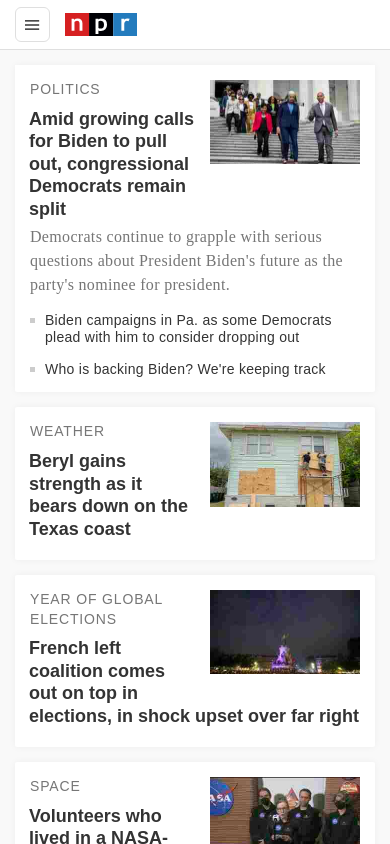 npr
POLITICS
Amid growing calls
for Biden to pull
out, congressional
Democrats remain
split
Democrats continue to grapple with serious
questions about President Biden's future as the
party's nominee for president.
Biden campaigns in Pa. as some Democrats
plead with him to consider dropping out
Who is backing Biden? We're keeping track
WEATHER
Beryl gains
strength as it
bears down on the
Texas coast
YEAR OF GLOBAL
ELECTIONS
French left
coalition comes
out on top in
elections, in shock upset over far right
SPACE
Volunteers who
lived in a NASA-
NASA